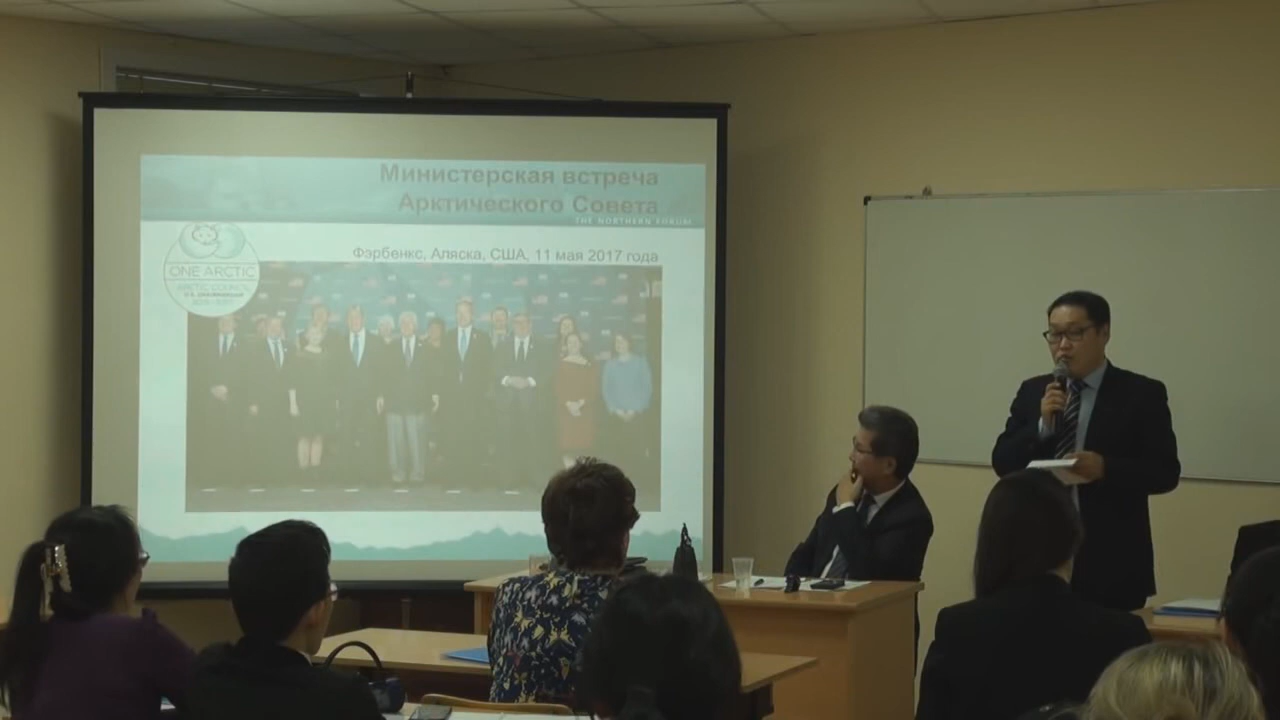 Министерская встреча
Арктического Совета
THE NORTHERN FORUM
Фэрбенкс, Аляска, США, 11 мая 2017 года
ONE ARCTIC
ARCTIC COUNCIL